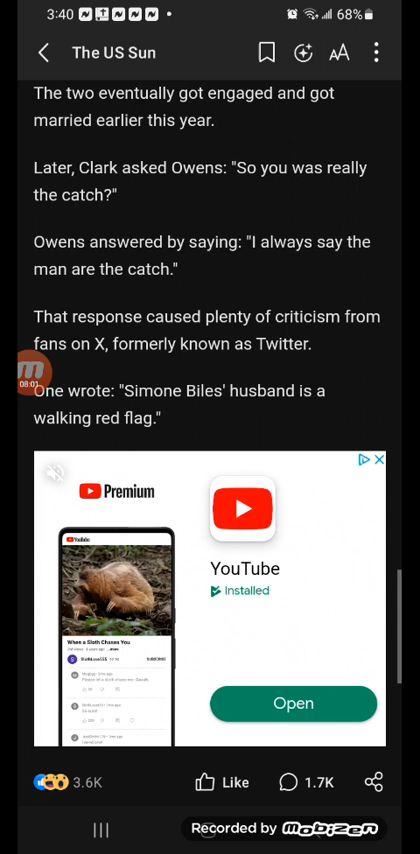 3:40
68%
The US Sun
AA
The two eventually got engaged and got
married earlier this year.
Later, Clark asked Owens: "So you was really
the catch?"
Owens answered by saying: "I always say the
man are the catch."
That response caused plenty of criticism from
fans on X, formerly known as Twitter.
08:01
One wrote: "Simone Biles' husband is a
walking red flag."
Premium
YouTube
When a Sloth Chases You
YouTube
Installed
Open
3.6K
Like
1.7K
Recorded by mobizen